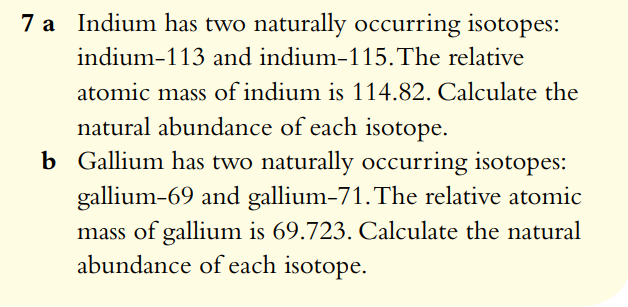 7 a Indium has two naturally occurring isotopes:
indium-113 and indium-115. The relative
atomic mass of indium is 114.82. Calculate the
natural abundance of each isotope.
b Gallium has two naturally occurring isotopes:
gallium-69 and gallium-71. The relative atomic
mass of gallium is 69.723. Calculate the natural
abundance of each isotope.